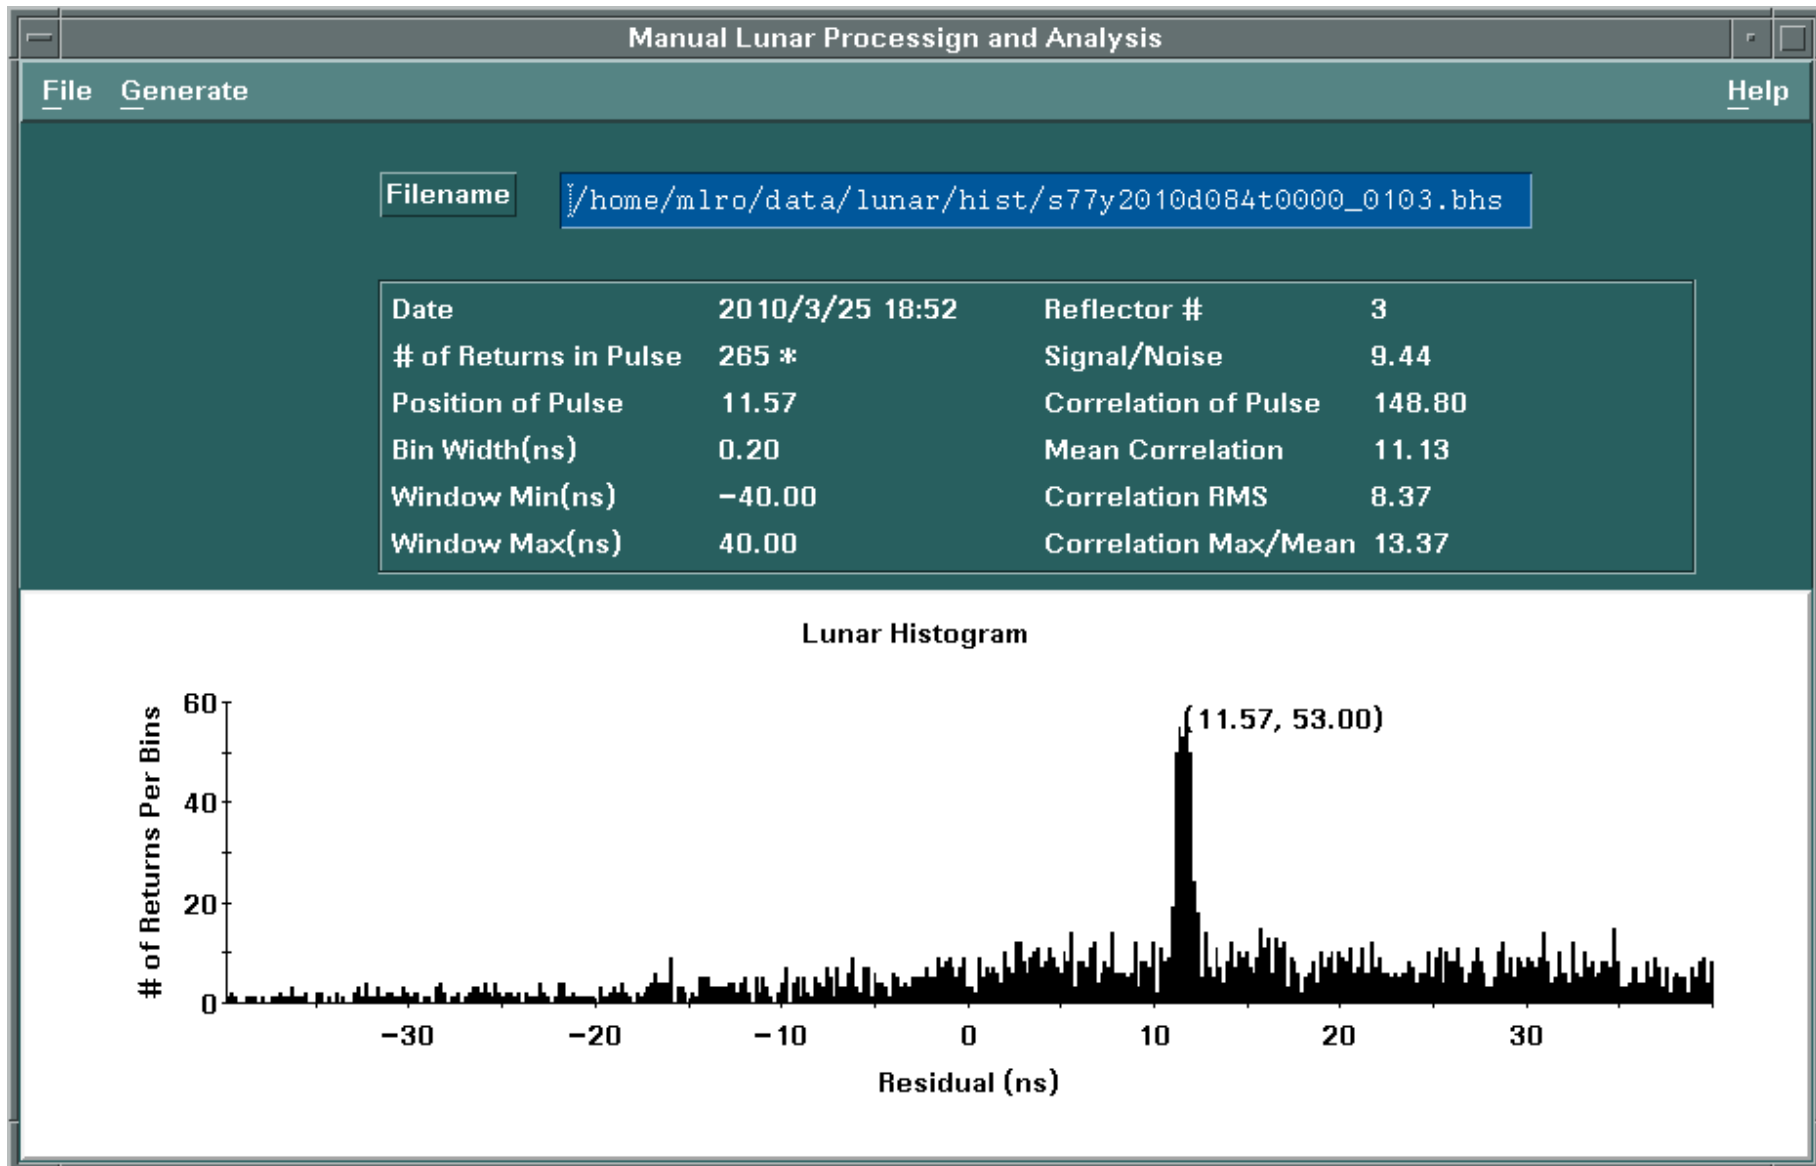 Manual Lunar Processign and Analysis
File Generate Help
Filename /home/mlro/data/lunar/hist/s77y2010d084t0000_0103.bhs
Date 2010/3/25 18:52 Reflector # 3
# of Returns in Pulse 265 * Signal/Noise 9.44
Position of Pulse 11.57 Correlation of Pulse 148.80
Bin Width(ns) 0.20 Mean Correlation 11.13
Window Min(ns) −40.00 Correlation RMS 8.37
Window Max(ns) 40.00 Correlation Max/Mean 13.37
Lunar Histogram
# of Returns Per Bins
60
40
20
0
(11.57, 53.00)
−30 −20 −10 0 10 20 30
Residual (ns)